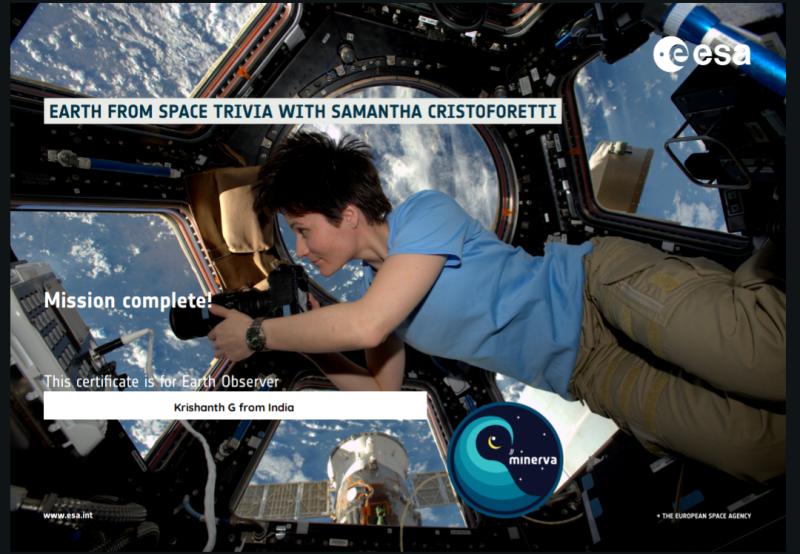 esa
EARTH FROM SPACE TRIVIA WITH SAMANTHA CRISTOFORETTI
Mission complete!
This certificate is for Earth Observer
Krishanth G from India
minerva
www.esa.int
• THE EUROPEAN SPACE AGENCY